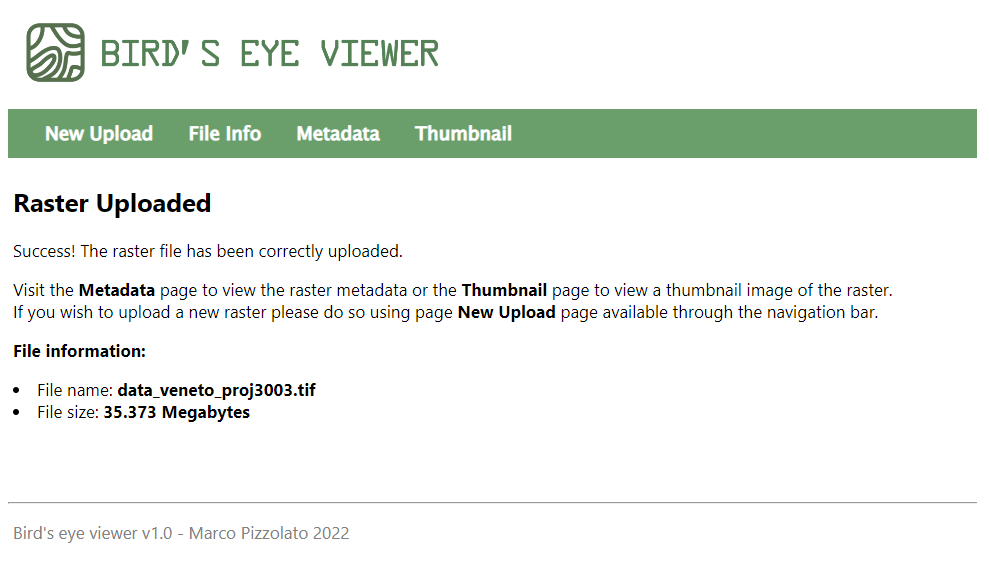 BIRD'S EYE VIEWER
New Upload File Info Metadata Thumbnail
Raster Uploaded
Success! The raster file has been correctly uploaded.
Visit the Metadata page to view the raster metadata or the Thumbnail page to view a thumbnail image of the raster.
If you wish to upload a new raster please do so using page New Upload page available through the navigation bar.
File information:
• File name: data_veneto_proj3003.tif
• File size: 35.373 Megabytes
Bird's eye viewer v1.0 - Marco Pizzolato 2022